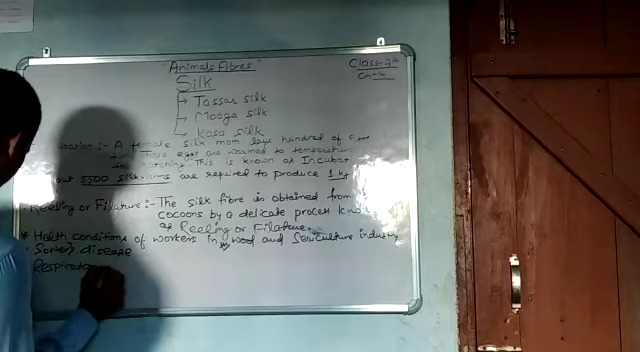 "Animals Fibres"
Class-7th
Ch-4
Silk
Tassar silk
Mooga silk
Kosa silk
:- A female silk moth lays hundred of
eggs are warmed to temperature
hatching. This is known as Incubat
5500 silkworms are required to produce 1 kg
Reeling or Filature:- The silk fibre is obtained from
cocoons by a delicate process know
as Reeling or Filature.
* Health conditions of workers in wool and Sericulture industry
Sorter's disease
Respirato